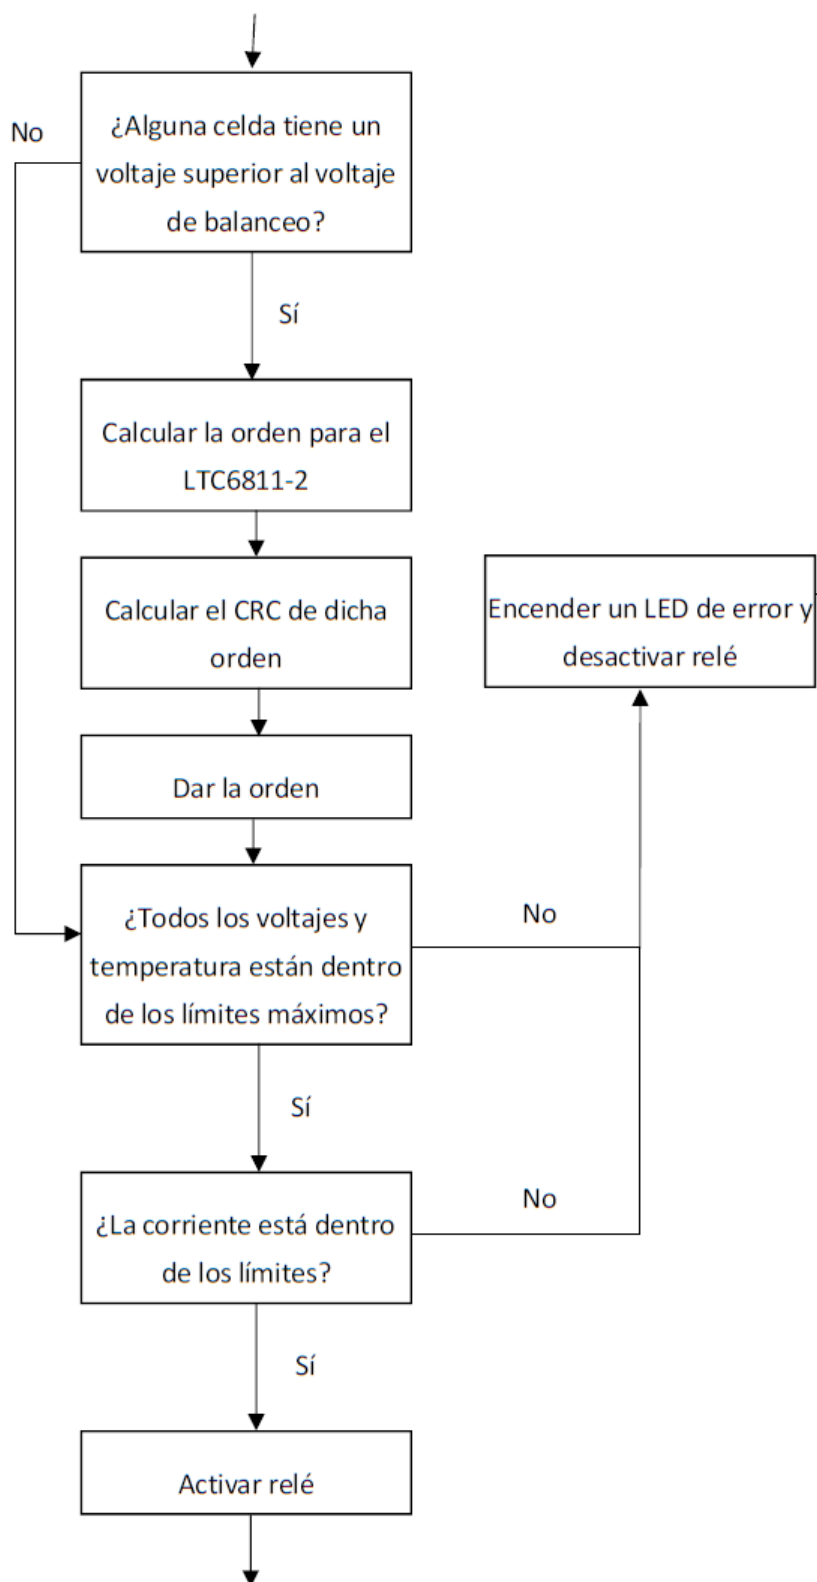 No
¿Alguna celda tiene un
voltaje superior al voltaje
de balanceo?
Sí
Calcular la orden para el
LTC6811-2
Calcular el CRC de dicha
orden
Encender un LED de error y
desactivar relé
Dar la orden
¿Todos los voltajes y
temperatura están dentro
de los límites máximos?
No
Sí
¿La corriente está dentro
de los límites?
No
Sí
Activar relé